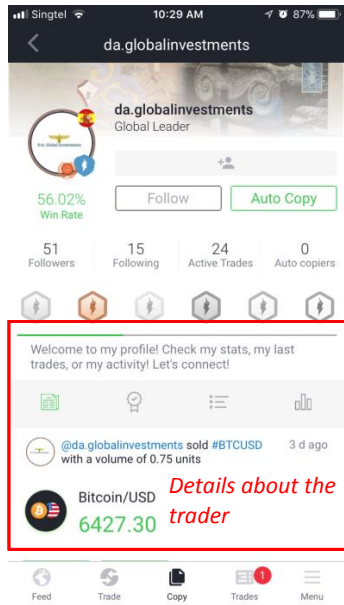 Singtel 10:29 AM 87%
da.globalinvestments
da.globalinvestments
Global Leader
56.02%
Win Rate
Follow
Auto Copy
51 15 24 0
Followers Following Active Trades Auto copiers
Welcome to my profile! Check my stats, my last
trades, or my activity! Let's connect!
@da.globalinvestments sold #BTCUSD 3 d ago
with a volume of 0.75 units
Bitcoin/USD
6427.30
Details about the
trader
1
Feed Trade Copy Trades Menu